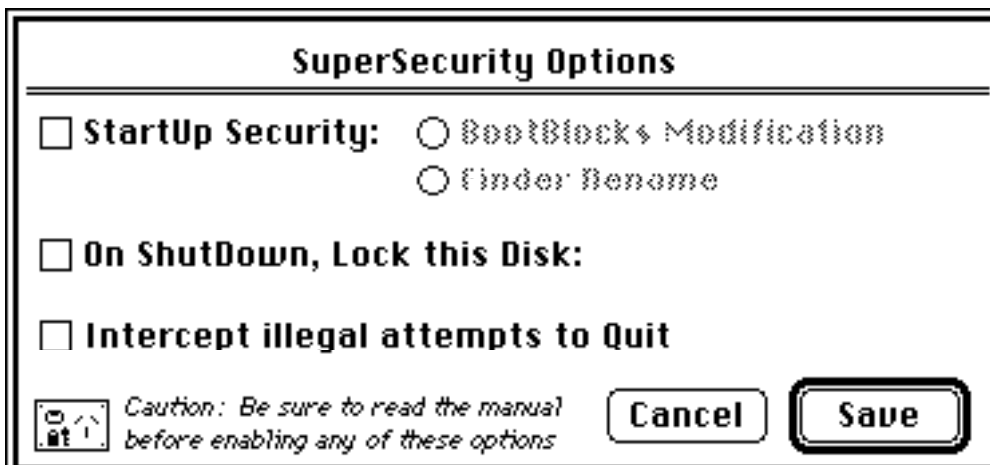 SuperSecurity Options
StartUp Security:
BootBlocks Modification
Finder Rename
On ShutDown, Lock this Disk:
Intercept illegal attempts to Quit
Caution: Be sure to read the manual
before enabling any of these options
Cancel
Save